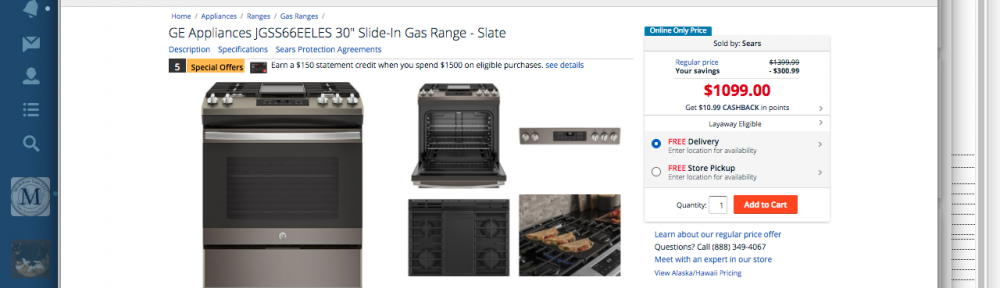 Home / Appliances / Ranges / Gas Ranges /
GE Appliances JGSS66EELES 30" Slide-In Gas Range - Slate
Description Specifications Sears Protection Agreements
5 Special Offers Earn a $150 statement credit when you spend $1500 on eligible purchases. see details
Online Only Price
Sold by: Sears
Regular price $1399.99
Your savings - $300.99
$1099.00
Get $10.99 CASHBACK in points
Layaway Eligible
FREE Delivery
Enter location for availability
FREE Store Pickup
Enter location for availability
Quantity: 1 Add to Cart
Learn about our regular price offer
Questions? Call (888) 349-4067
Meet with an expert in our store
View Alaska/Hawaii Pricing
M